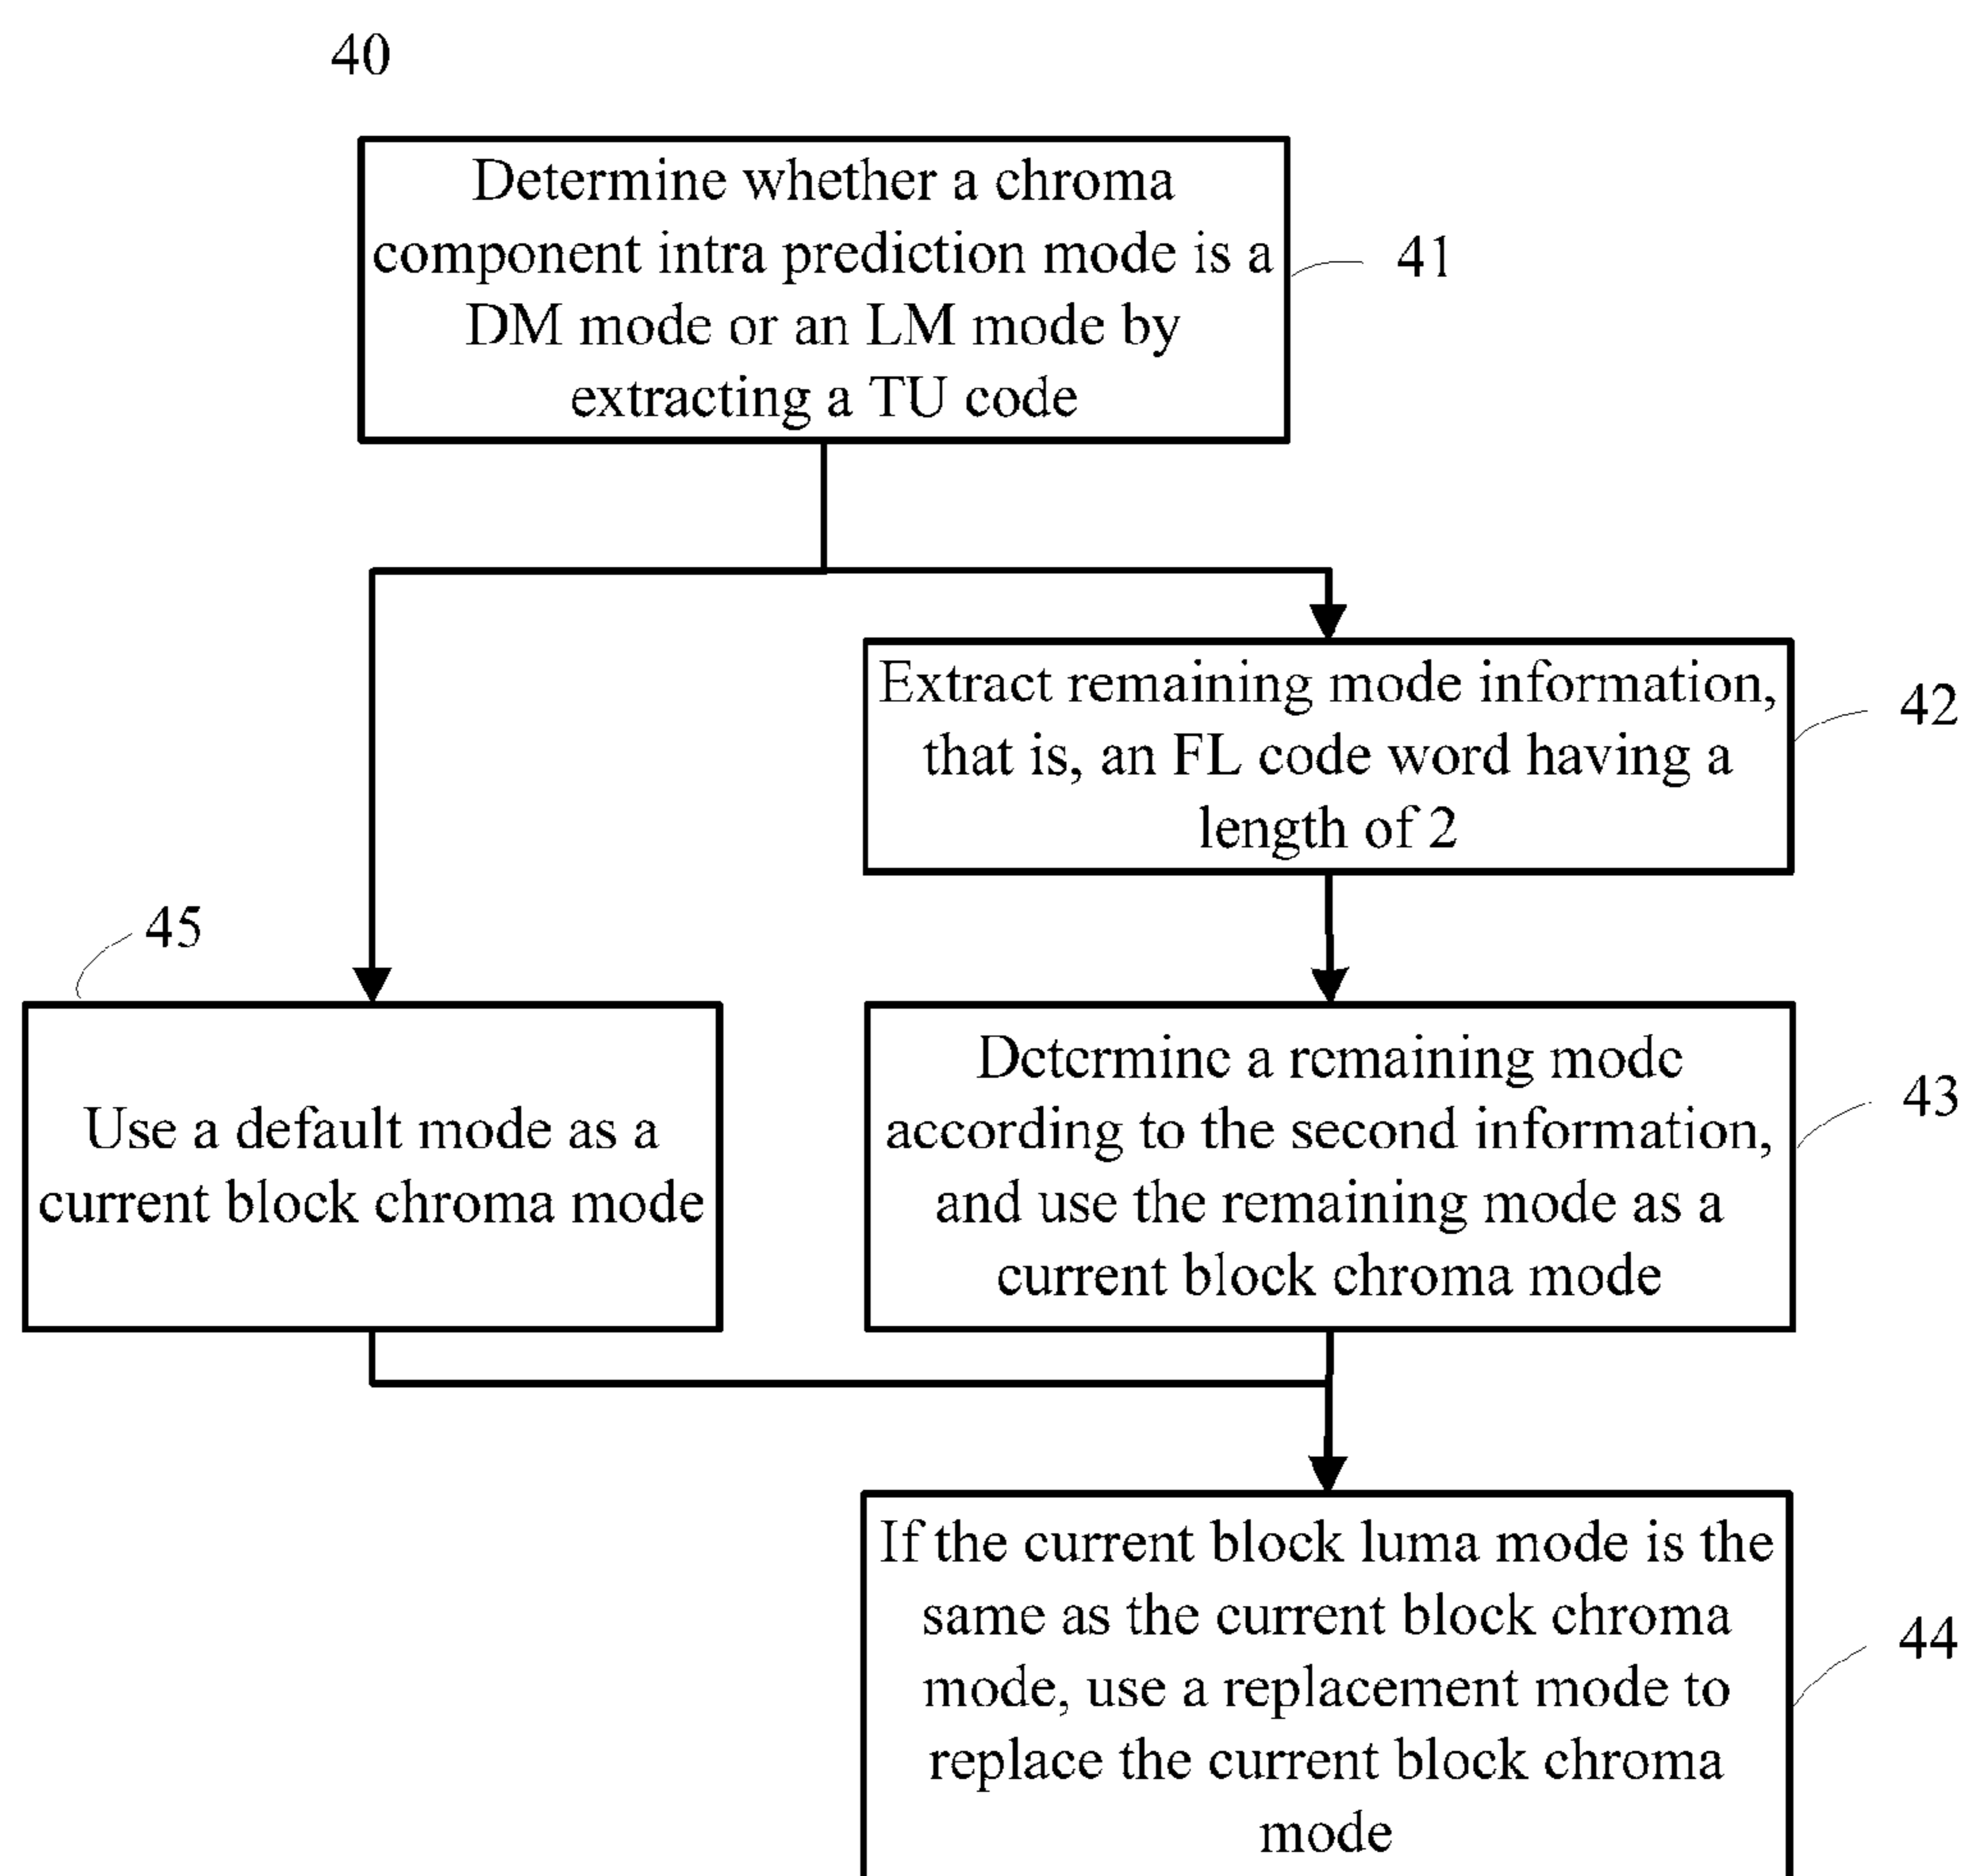 40
Determine whether a chroma
component intra prediction mode is a
DM mode or an LM mode by
extracting a TU code
41
Extract remaining mode information,
that is, an FL code word having a
length of 2
42
45
Use a default mode as a
current block chroma mode
Determine a remaining mode
according to the second information,
and use the remaining mode as a
current block chroma mode
43
If the current block luma mode is the
same as the current block chroma
mode, use a replacement mode to
replace the current block chroma
mode
44